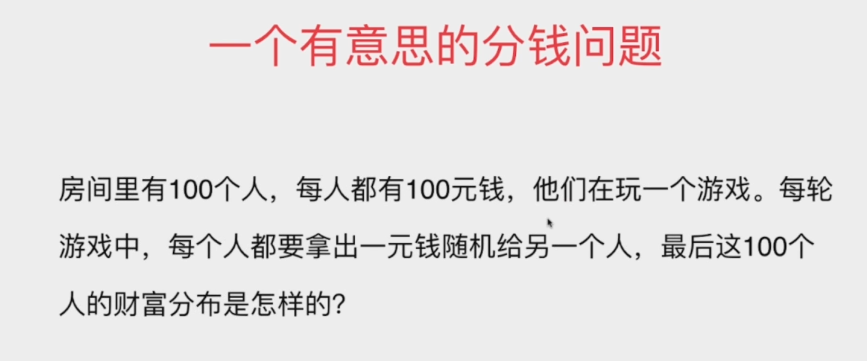 一个有意思的分钱问题
房间里有100个人，每人都有100元钱，他们在玩一个游戏。每轮
游戏中，每个人都要拿出一元钱随机给另一个人，最后这100个
人的财富分布是怎样的？